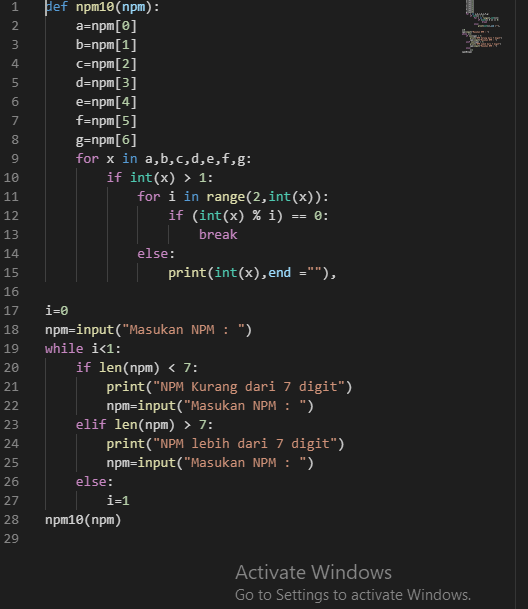 1 def npm10(npm):
2     a=npm[0]
3     b=npm[1]
4     c=npm[2]
5     d=npm[3]
6     e=npm[4]
7     f=npm[5]
8     g=npm[6]
9     for x in a,b,c,d,e,f,g:
10         if int(x) > 1:
11             for i in range(2,int(x)):
12                 if (int(x) % i) == 0:
13                     break
14             else:
15                 print(int(x),end =""),
16
17 i=0
18 npm=input("Masukan NPM : ")
19 while i<1:
20     if len(npm) < 7:
21         print("NPM Kurang dari 7 digit")
22         npm=input("Masukan NPM : ")
23     elif len(npm) > 7:
24         print("NPM lebih dari 7 digit")
25         npm=input("Masukan NPM : ")
26     else:
27         i=1
28 npm10(npm)
29
Activate Windows
Go to Settings to activate Windows.